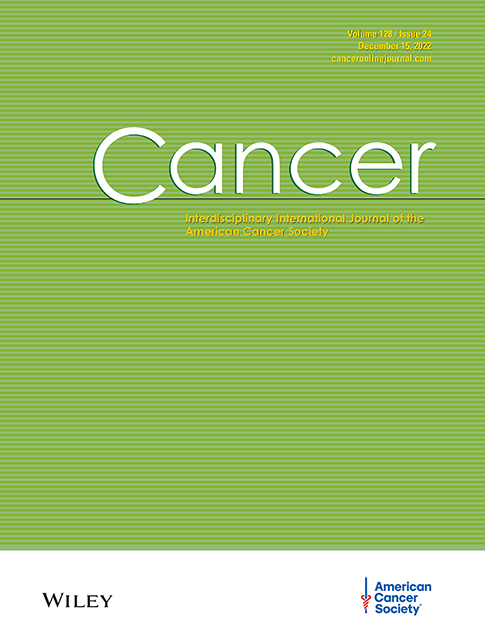 Volume 128 / Issue 24
December 15, 2022
canceronlinejournal.com
Cancer
Interdisciplinary International Journal of the
American Cancer Society
WILEY
American
Cancer
Society®